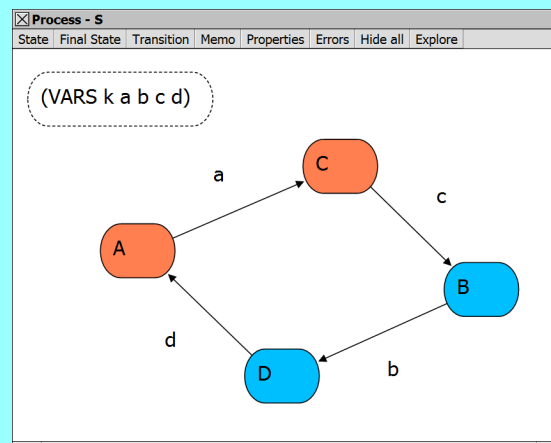 Process - S
State Final State Transition Memo Properties Errors Hide all Explore
(VARS k a b c d)
a
C
c
A
B
d
D
b